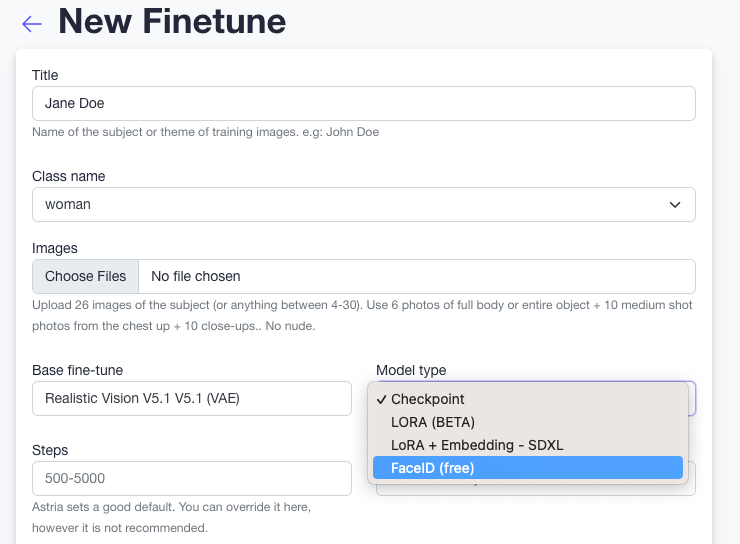 New Finetune
Title
Jane Doe
Name of the subject or theme of training images. e.g: John Doe
Class name
woman
Images
Choose Files No file chosen
Upload 26 images of the subject (or anything between 4-30). Use 6 photos of full body or entire object + 10 medium shot
photos from the chest up + 10 close-ups.. No nude.
Base fine-tune
Realistic Vision V5.1 V5.1 (VAE)
Model type
Checkpoint
LORA (BETA)
LoRA + Embedding - SDXL
FaceID (free)
Steps
500-5000
Astria sets a good default. You can override it here,
however it is not recommended.